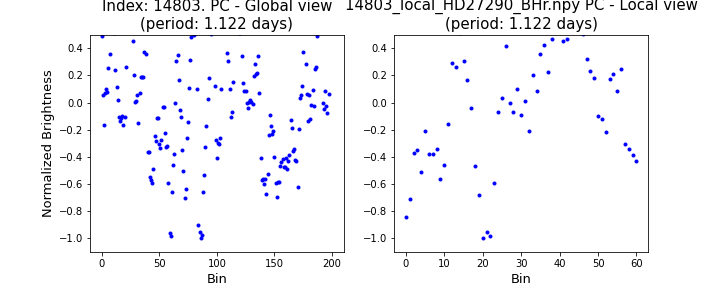 Index: 14803. PC - Global view
(period: 1.122 days)
14803_local_HD27290_BHr.npy PC - Local view
(period: 1.122 days)
Normalized Brightness
0.4
0.2
0.0
−0.2
−0.4
−0.6
−0.8
−1.0
0 50 100 150 200
Bin
0.4
0.2
0.0
−0.2
−0.4
−0.6
−0.8
−1.0
0 10 20 30 40 50 60
Bin